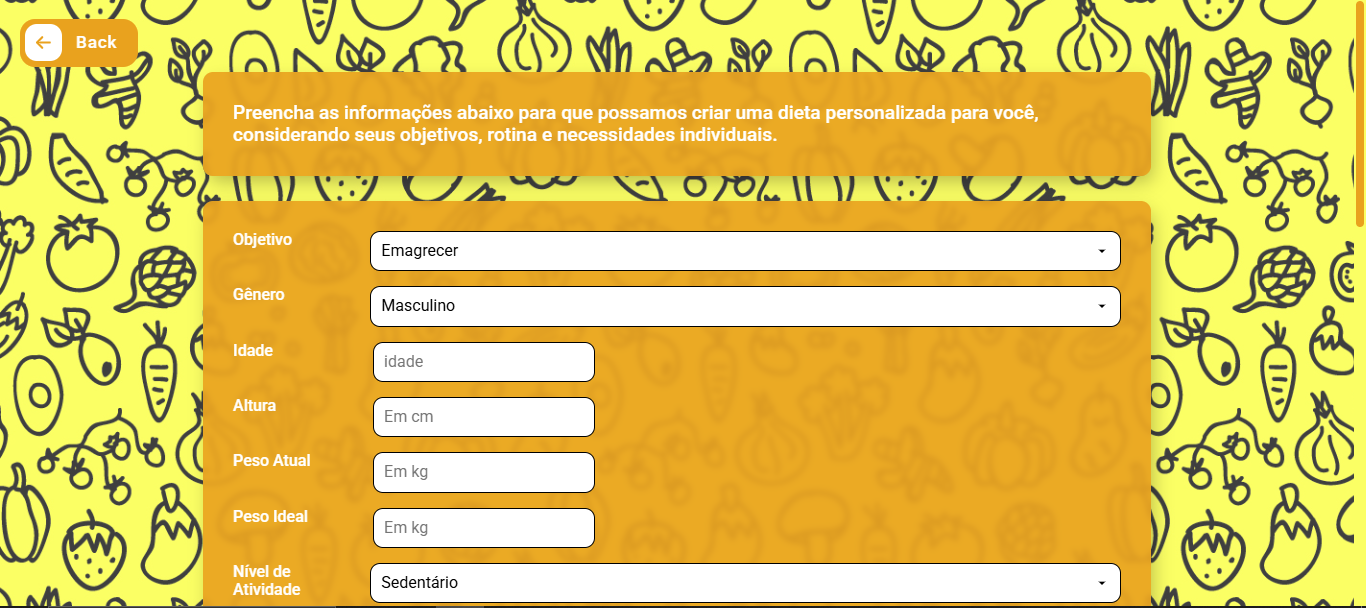 Back
Preencha as informações abaixo para que possamos criar uma dieta personalizada para você,
considerando seus objetivos, rotina e necessidades individuais.
Objetivo
Emagrecer
Gênero
Masculino
Idade
idade
Altura
Em cm
Peso Atual
Em kg
Peso Ideal
Em kg
Nível de
Atividade
Sedentário